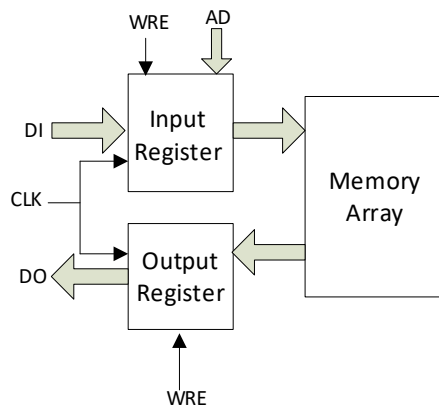 WRE
AD
DI
Input
Register
Memory
Array
CLK
DO
Output
Register
WRE